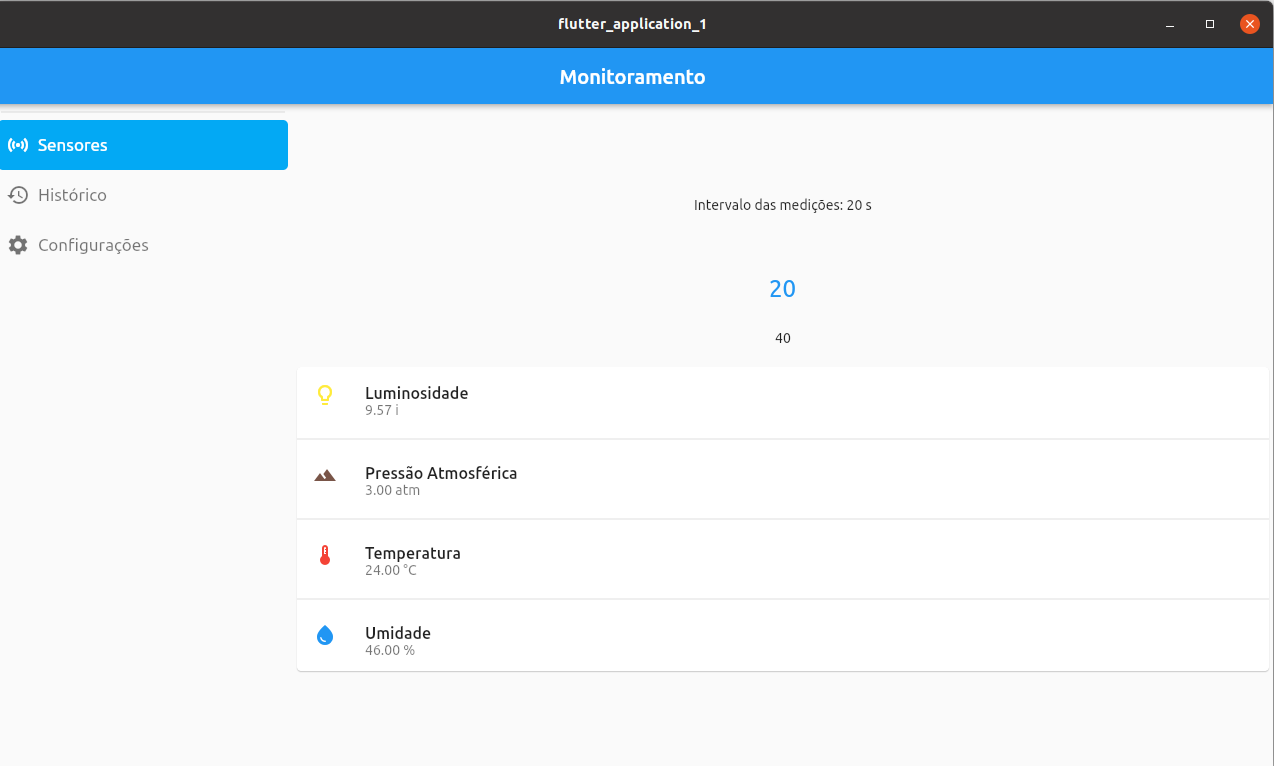 flutter_application_1
Monitoramento
Sensores
Histórico
Configurações
Intervalo das medições: 20 s
20
40
Luminosidade
9.57 i
Pressão Atmosférica
3.00 atm
Temperatura
24.00 °C
Umidade
46.00 %